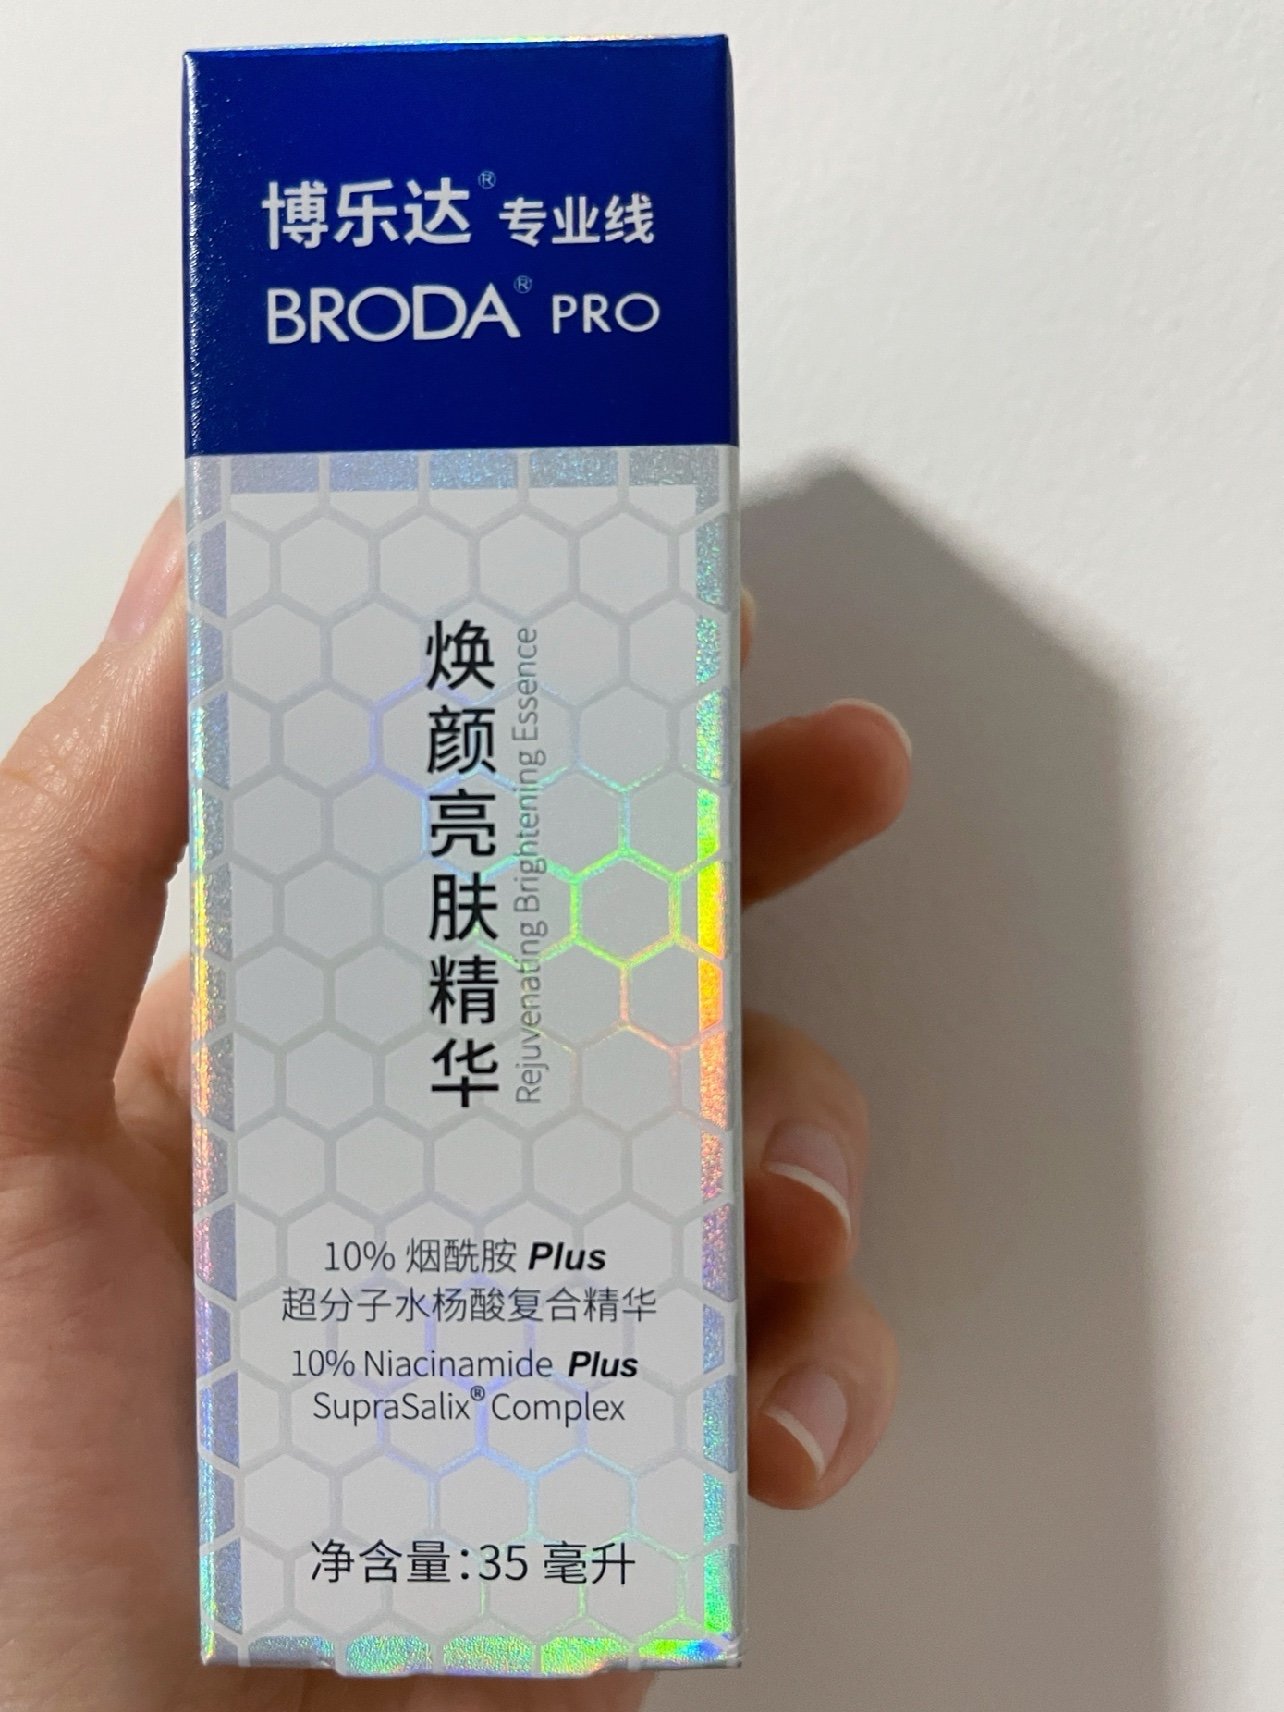 博乐达® 专业线
BRODA® PRO
焕颜亮肤精华
Rejuvenating Brightening Essence
10% 烟酰胺 Plus
超分子水杨酸复合精华
10% Niacinamide Plus
SupraSalix® Complex
净含量：35 毫升